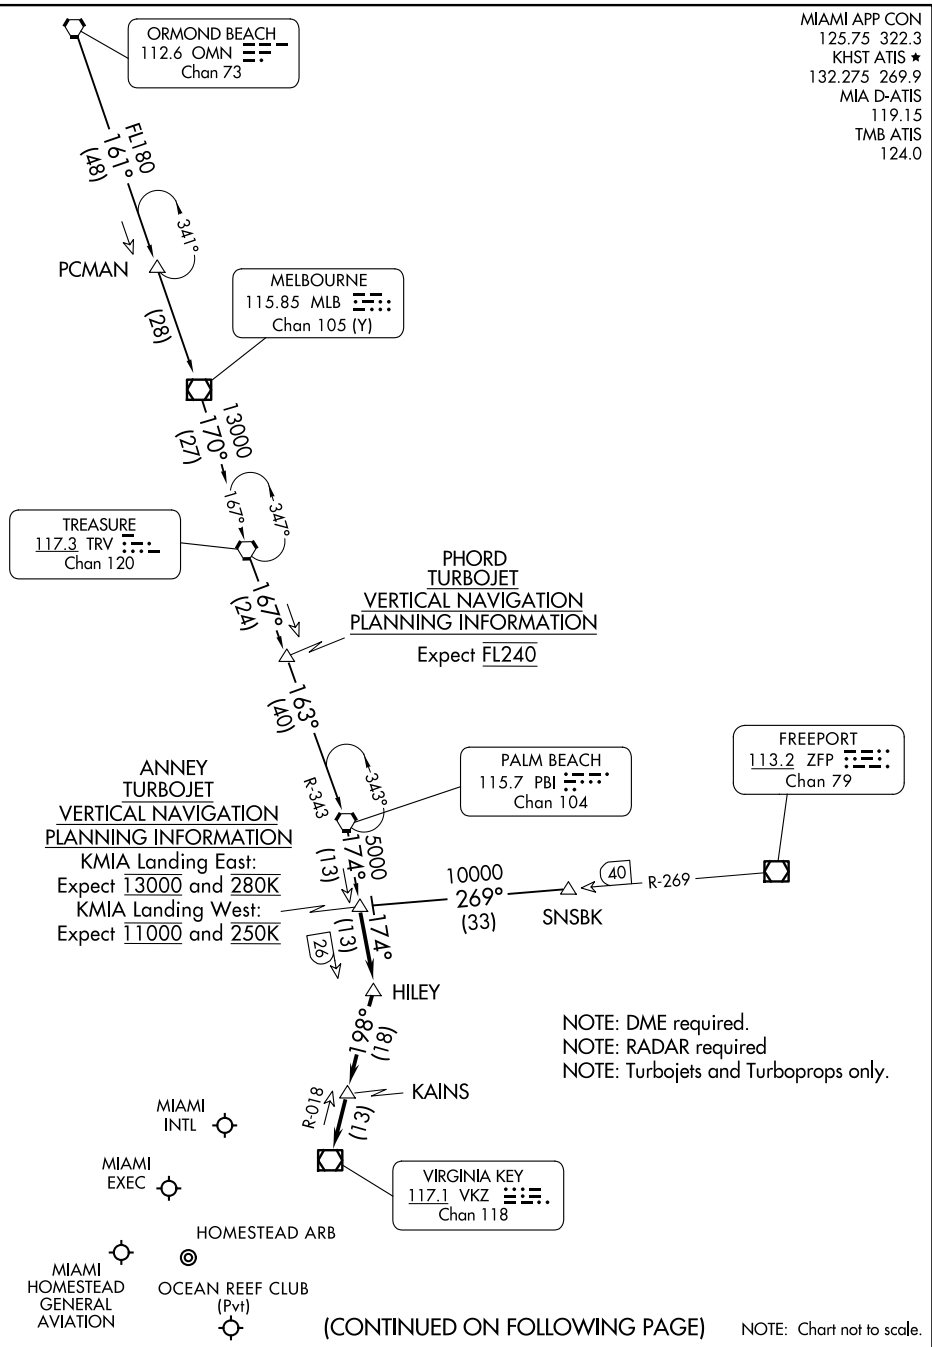 MIAMI APP CON
125.75 322.3
KHST ATIS ★
132.275 269.9
MIA D-ATIS
119.15
TMB ATIS
124.0
ORMOND BEACH
112.6 OMN
Chan 73
FL180
161°
(48)
341°
PCMAN
(28)
MELBOURNE
115.85 MLB
Chan 105 (Y)
13000
170°
(27)
167°
347°
TREASURE
117.3 TRV
Chan 120
167°
(24)
PHORD
TURBOJET
VERTICAL NAVIGATION
PLANNING INFORMATION
Expect FL240
163°
(40)
R-343
343°
PALM BEACH
115.7 PBI
Chan 104
FREEPORT
113.2 ZFP
Chan 79
ANNEY
TURBOJET
VERTICAL NAVIGATION
PLANNING INFORMATION
KMIA Landing East:
Expect 13000 and 280K
KMIA Landing West:
Expect 11000 and 250K
5000
174°
(13)
10000
269°
(33)
SNSBK
40
R-269
174°
(13)
26
HILEY
198°
(18)
NOTE: DME required.
NOTE: RADAR required
NOTE: Turbojets and Turboprops only.
KAINS
R-018
(13)
VIRGINIA KEY
117.1 VKZ
Chan 118
MIAMI
INTL
MIAMI
EXEC
HOMESTEAD ARB
MIAMI
HOMESTEAD
GENERAL
AVIATION
OCEAN REEF CLUB
(Pvt)
(CONTINUED ON FOLLOWING PAGE)
NOTE: Chart not to scale.